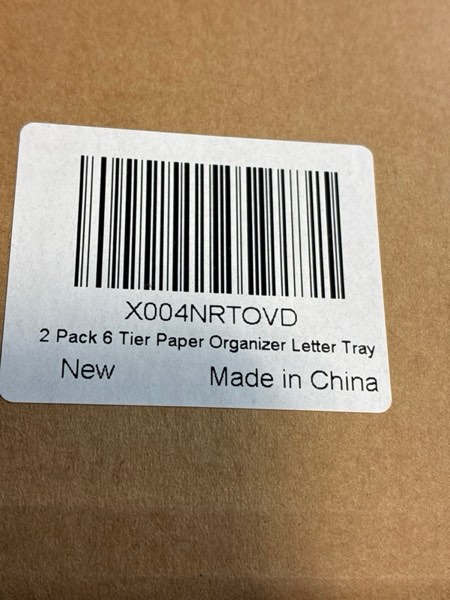 X004NRTOVD
2 Pack 6 Tier Paper Organizer Letter Tray
New
Made in China